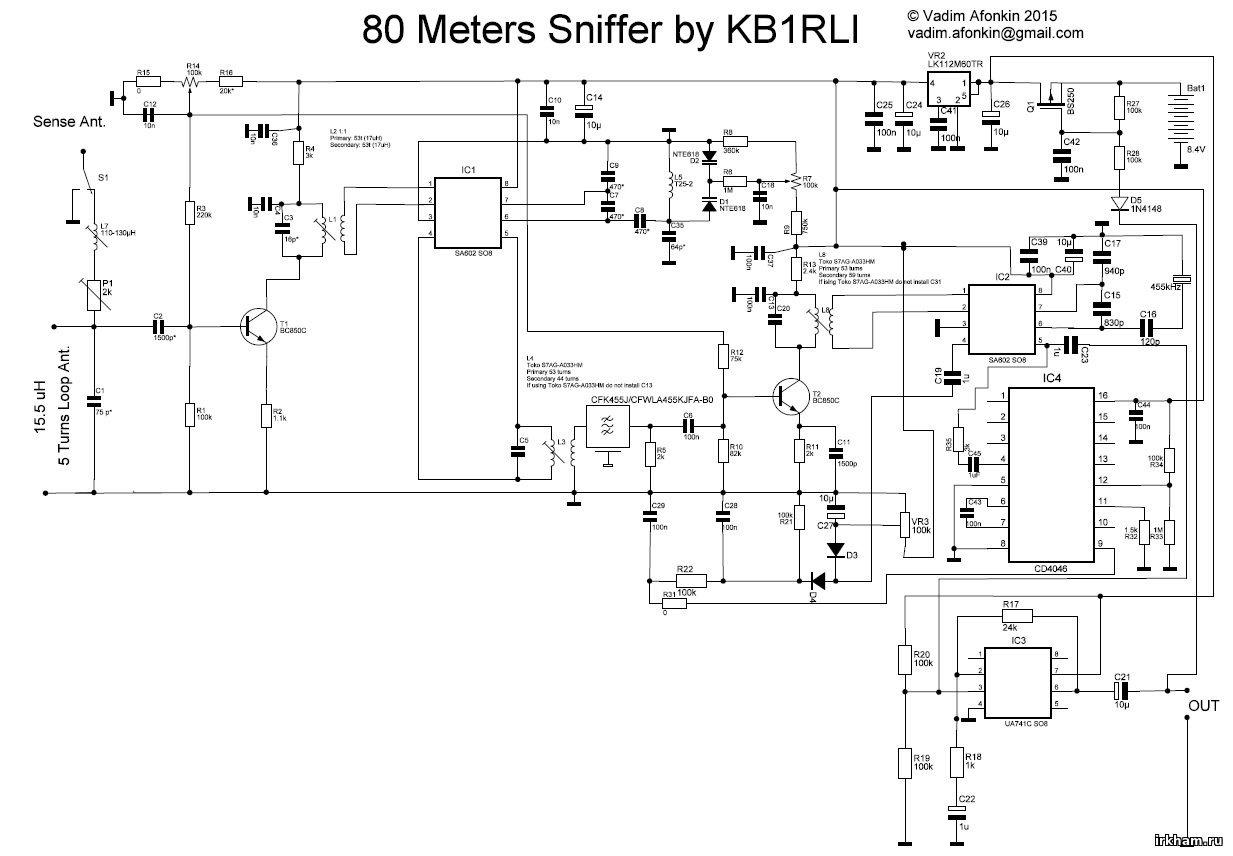 80 Meters Sniffer by KB1RLI
© Vadim Afonkin 2015
vadim.afonkin@gmail.com
Sense Ant.
S1
L7
110-130µH
P1
2k
15.5 uH
5 Turns Loop Ant.
C1
75 p*
C2
1500p*
R15
0
R14
100k
R16
20k*
C12
10n
R3
220k
R1
100k
R2
1.1k
T1
BC850C
C36
10n
R4
3k
L2 1:1
Primary: 53t (17uH)
Secondary: 53t (17uH)
C4
10n
C3
16p*
L1
IC1
1
2
3
4
8
7
6
5
SA602 SO8
C10
10n
C14
10µ
C9
470*
C7
470*
C8
470*
L5
T25-2
C35
64p*
NTE618
D2
D1
NTE618
R8
360k
R6
1M
C18
10n
R7
100k
R9
750k
C37
100n
R13
2.4k
C13
100n
C20
L6
L8
Toko S7AG-A033HM
Primary 53 turns
Secondary 59 turns
If ising Toko S7AG-A033HM do not install C31
L4
Toko S7AG-A033HM
Primary 53 turns
Secondary 44 turns
If using Toko S7AG-A033HM do not install C13
CFK455J/CFWLA455KJFA-B0
C5
L3
R5
2k
C6
100n
R12
75k
R10
82k
T2
BC850C
R11
2k
C11
1500p
C29
100n
C28
100n
100k
R21
10µ
C27
D3
D4
VR3
100k
R22
100k
R31
0
VR2
LK112M60TR
4
1
5
3
2
C25
100n
C24
10µ
C41
100n
C26
10µ
Q1
BS250
C42
100n
R27
100k
R28
100k
Bat1
8.4V
D5
1N4148
C39
100n
10µ
C40
C17
940p
C15
830p
C16
120p
455kHz
IC2
1
2
3
4
8
7
6
5
SA602 SO8
C19
1u
1u
C23
R35
3k
C45
1uF
C43
100n
IC4
1
2
3
4
5
6
7
8
16
15
14
13
12
11
10
9
CD4046
C44
100n
100k
R34
1.5k
R32
1M
R33
R17
24k
IC3
1
2
3
4
8
7
6
5
UA741C SO8
R20
100k
R19
100k
R18
1k
C22
1u
C21
10µ
OUT
irkham.ru